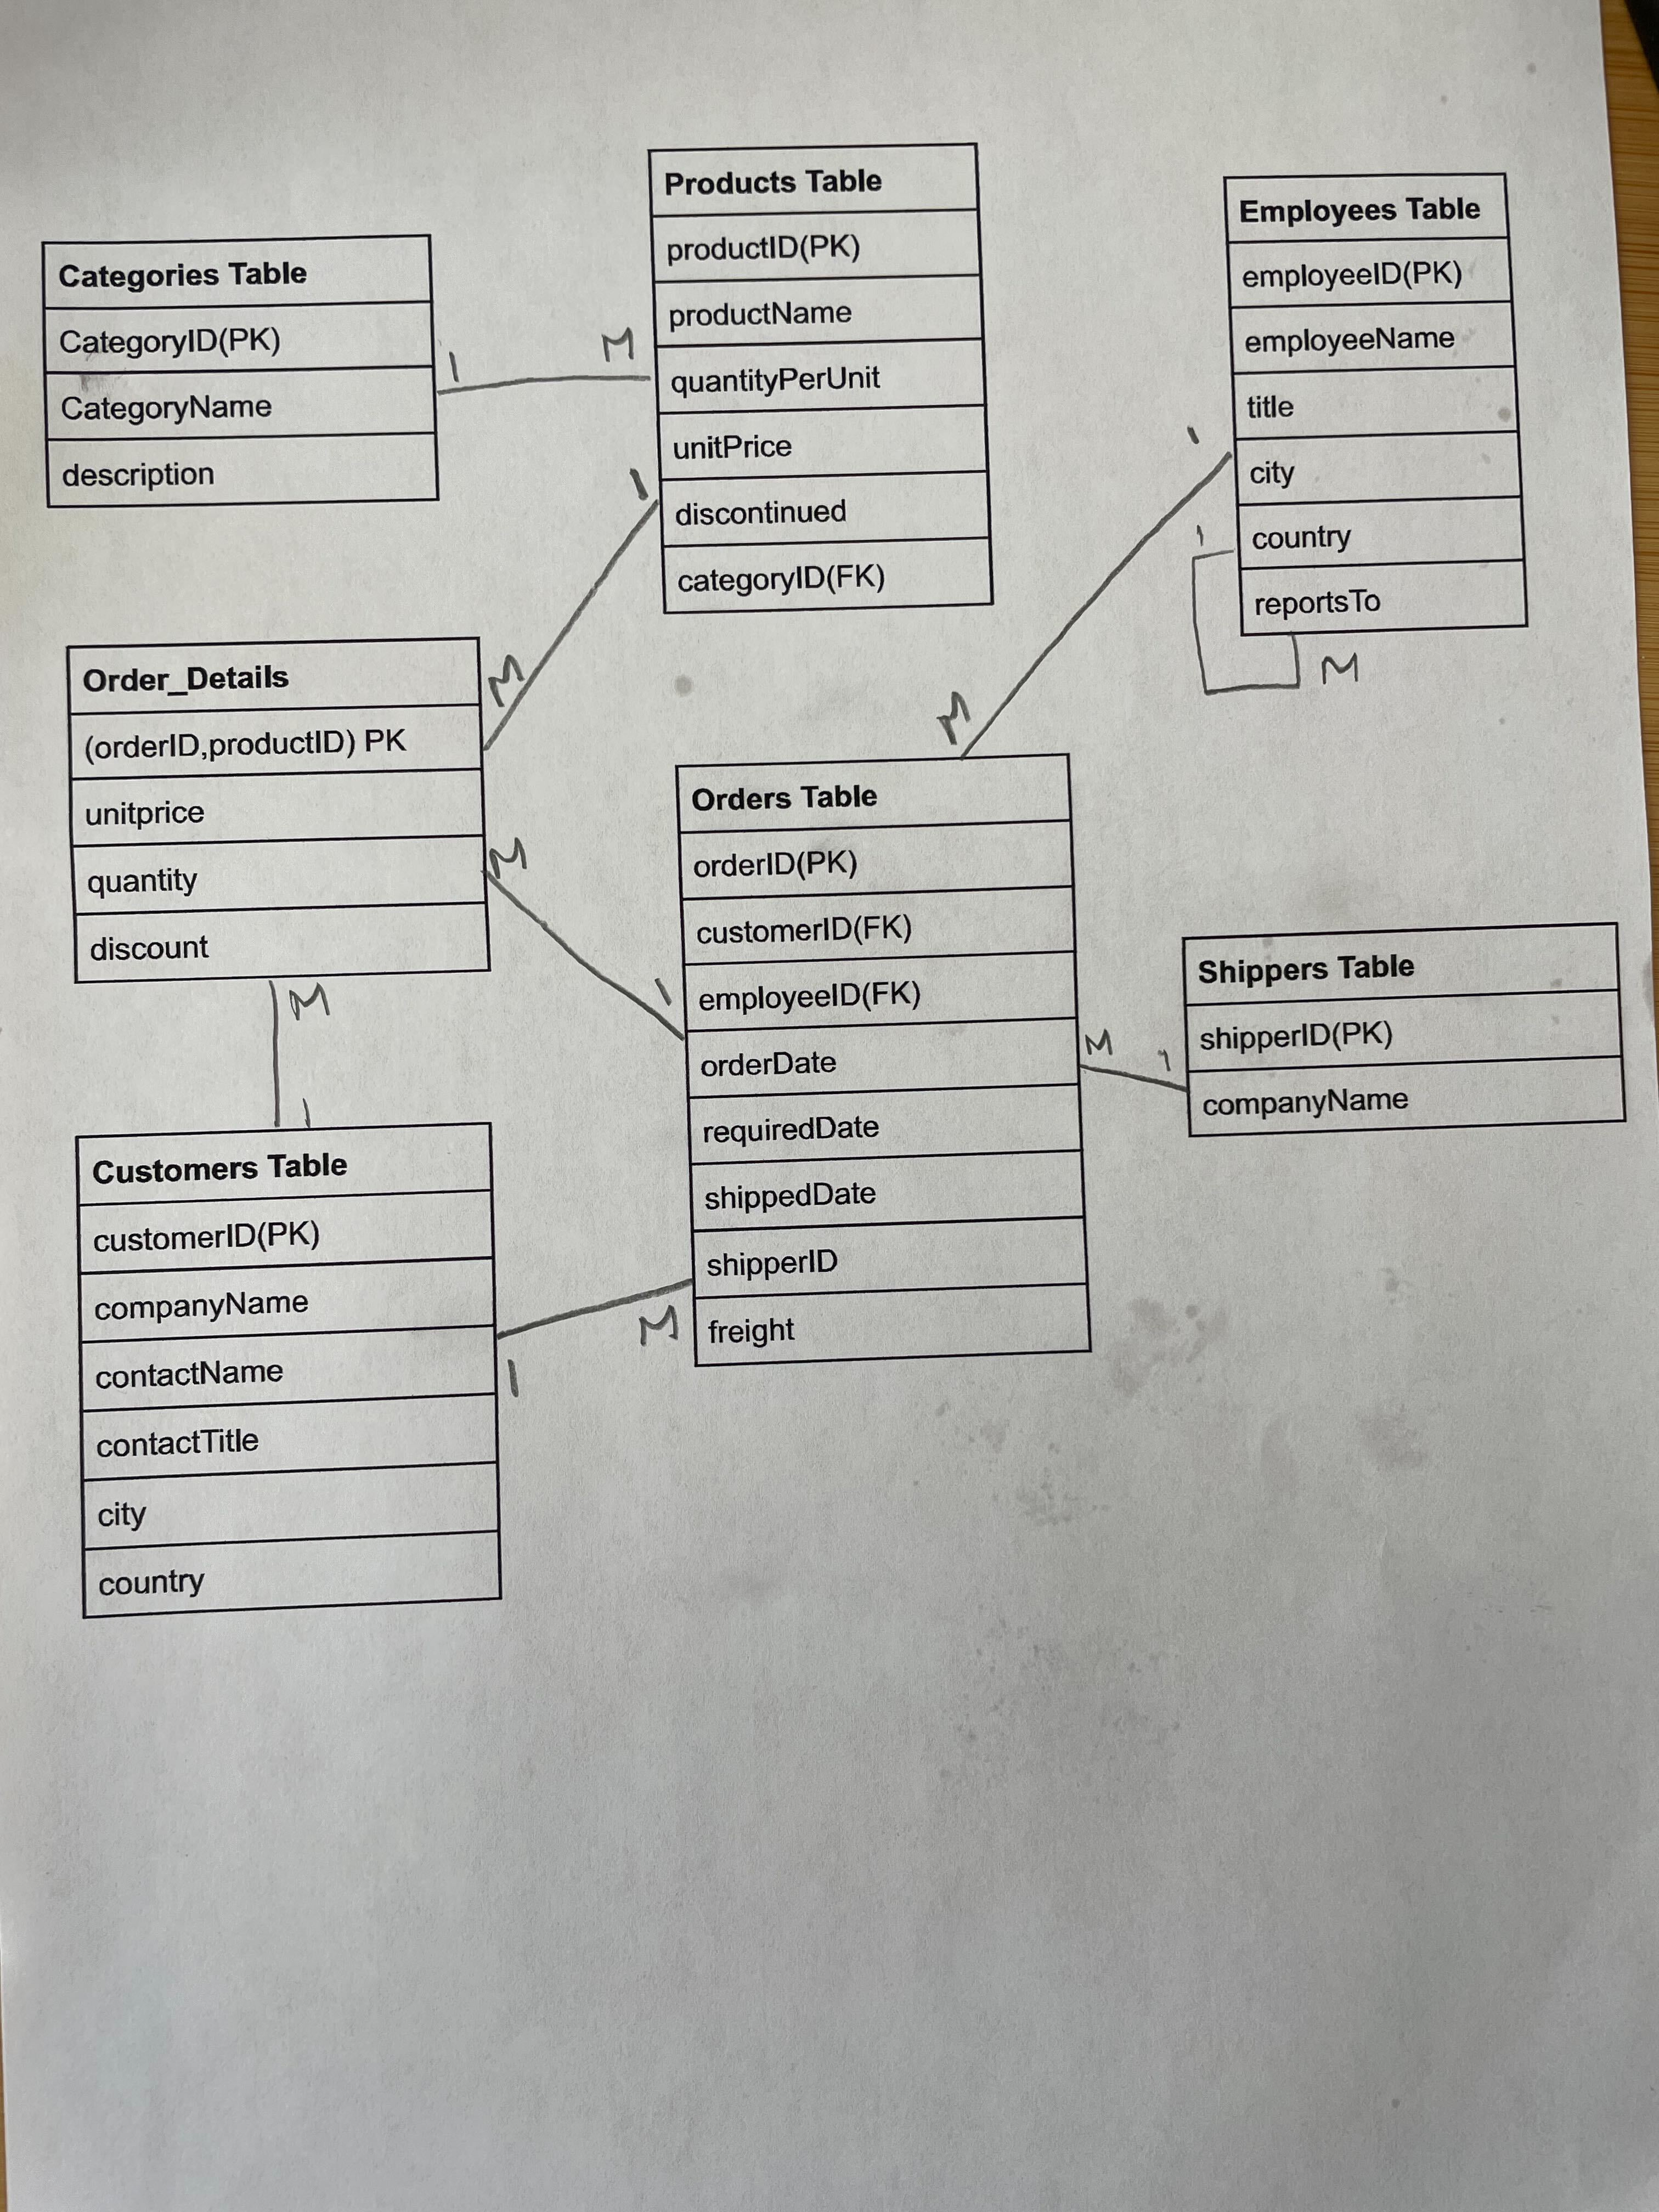 Categories Table
CategoryID(PK)
CategoryName
description
1
M
Products Table
productID(PK)
productName
quantityPerUnit
unitPrice
discontinued
categoryID(FK)
1
M
Employees Table
employeeID(PK)
employeeName
title
city
country
reportsTo
1
1
M
M
Order_Details
(orderID,productID) PK
unitprice
quantity
discount
M
1
M
1
Orders Table
orderID(PK)
customerID(FK)
employeeID(FK)
orderDate
requiredDate
shippedDate
shipperID
freight
M
1
Shippers Table
shipperID(PK)
companyName
Customers Table
customerID(PK)
companyName
contactName
contactTitle
city
country
1
M